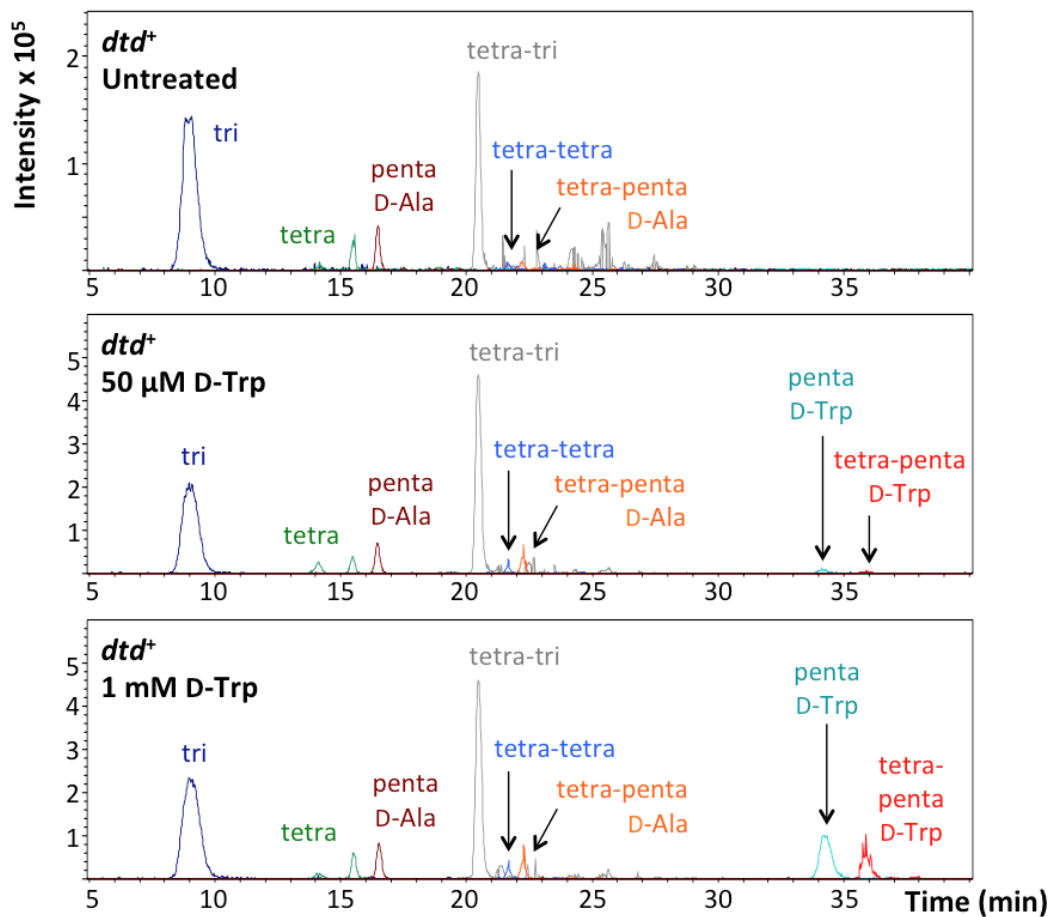 Intensity x 10⁵
dtd⁺
Untreated
2
1
tri
tetra
penta
D-Ala
tetra-tri
tetra-tetra
tetra-penta
D-Ala
5 10 15 20 25 30 35
dtd⁺
50 µM D-Trp
5
4
3
2
1
tri
tetra
penta
D-Ala
tetra-tri
tetra-tetra
tetra-penta
D-Ala
penta
D-Trp
tetra-penta
D-Trp
5 10 15 20 25 30 35
dtd⁺
1 mM D-Trp
5
4
3
2
1
tri
tetra
penta
D-Ala
tetra-tri
tetra-tetra
tetra-penta
D-Ala
penta
D-Trp
tetra-
penta
D-Trp
5 10 15 20 25 30 35 Time (min)